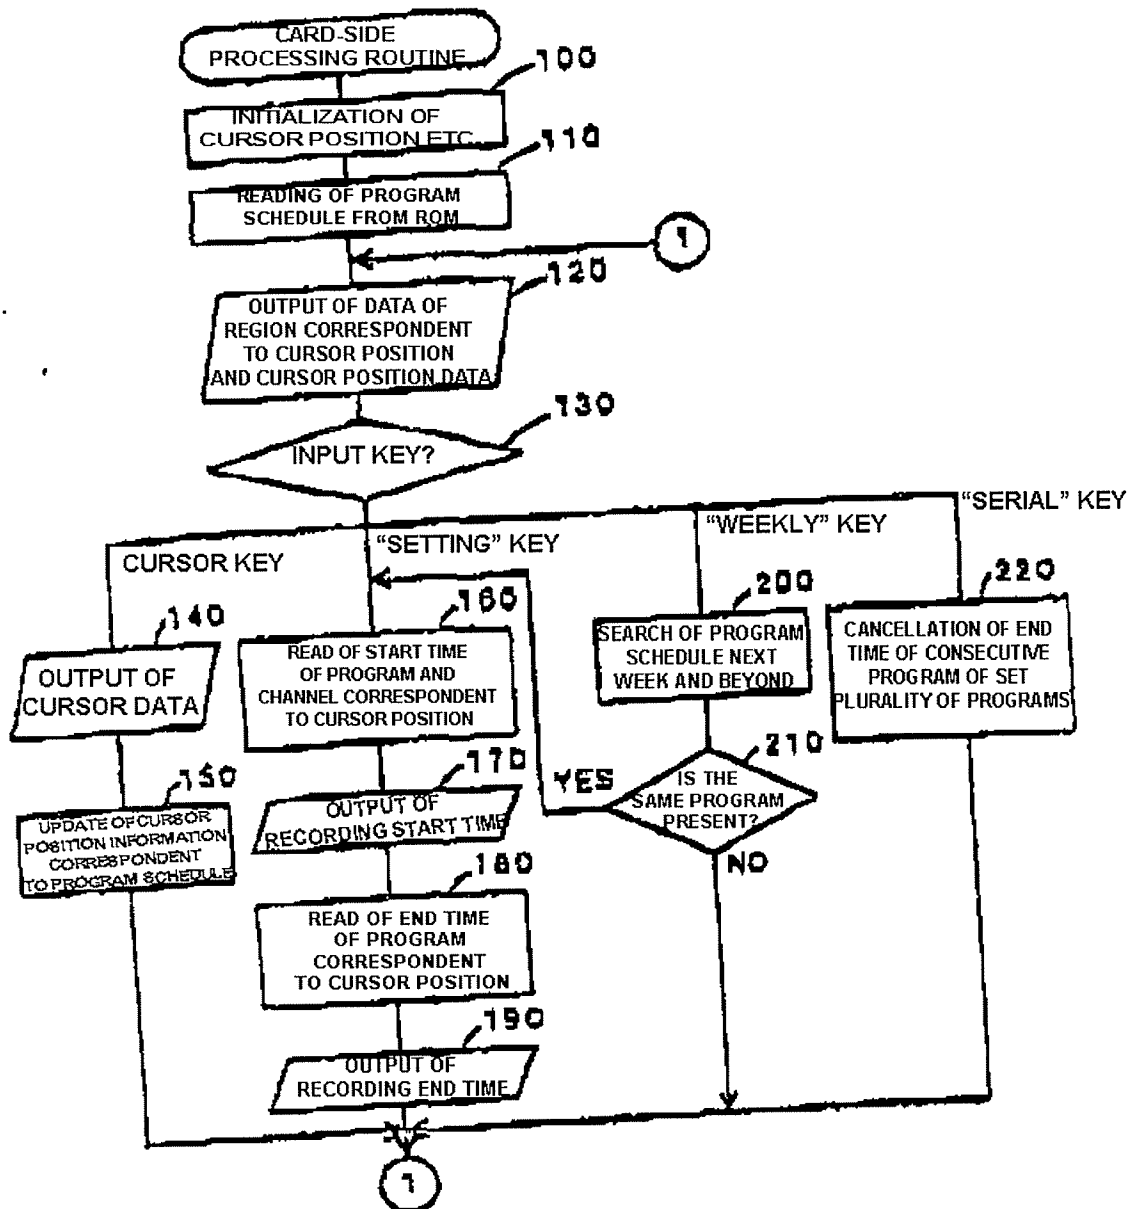 CARD-SIDE
PROCESSING ROUTINE
100
INITIALIZATION OF
CURSOR POSITION ETC
110
READING OF PROGRAM
SCHEDULE FROM ROM
1
120
OUTPUT OF DATA OF
REGION CORRESPONDENT
TO CURSOR POSITION
AND CURSOR POSITION DATA
130
INPUT KEY?
CURSOR KEY
"SETTING" KEY
"WEEKLY" KEY
"SERIAL" KEY
140
OUTPUT OF
CURSOR DATA
150
UPDATE OF CURSOR
POSITION INFORMATION
CORRESPONDENT
TO PROGRAM SCHEDULE
160
READ OF START TIME
OF PROGRAM AND
CHANNEL CORRESPONDENT
TO CURSOR POSITION
170
OUTPUT OF
RECORDING START TIME
180
READ OF END TIME
OF PROGRAM
CORRESPONDENT
TO CURSOR POSITION
190
OUTPUT OF
RECORDING END TIME
200
SEARCH OF PROGRAM
SCHEDULE NEXT
WEEK AND BEYOND
210
IS THE
SAME PROGRAM
PRESENT?
YES
NO
220
CANCELLATION OF END
TIME OF CONSECUTIVE
PROGRAM OF SET
PLURALITY OF PROGRAMS
1